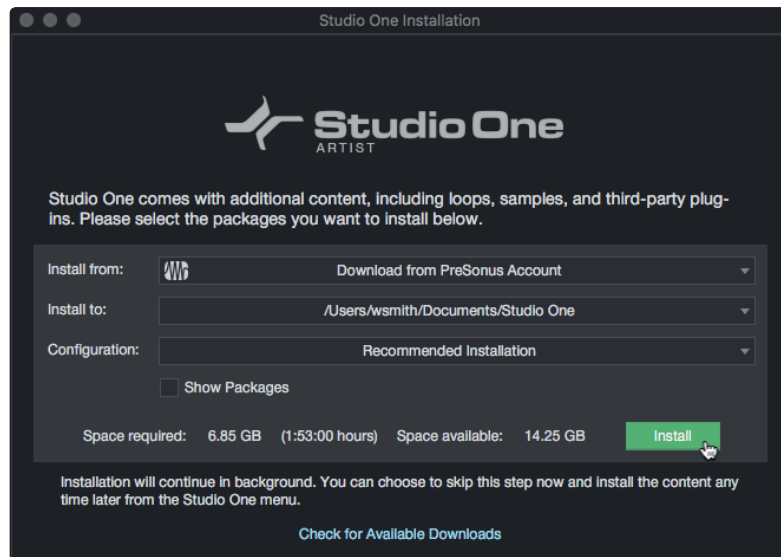 Studio One Installation
Studio One
ARTIST
Studio One comes with additional content, including loops, samples, and third-party plug-
ins. Please select the packages you want to install below.
Install from: Download from PreSonus Account
Install to: /Users/wsmith/Documents/Studio One
Configuration: Recommended Installation
Show Packages
Space required: 6.85 GB (1:53:00 hours) Space available: 14.25 GB Install
Installation will continue in background. You can choose to skip this step now and install the content any
time later from the Studio One menu.
Check for Available Downloads